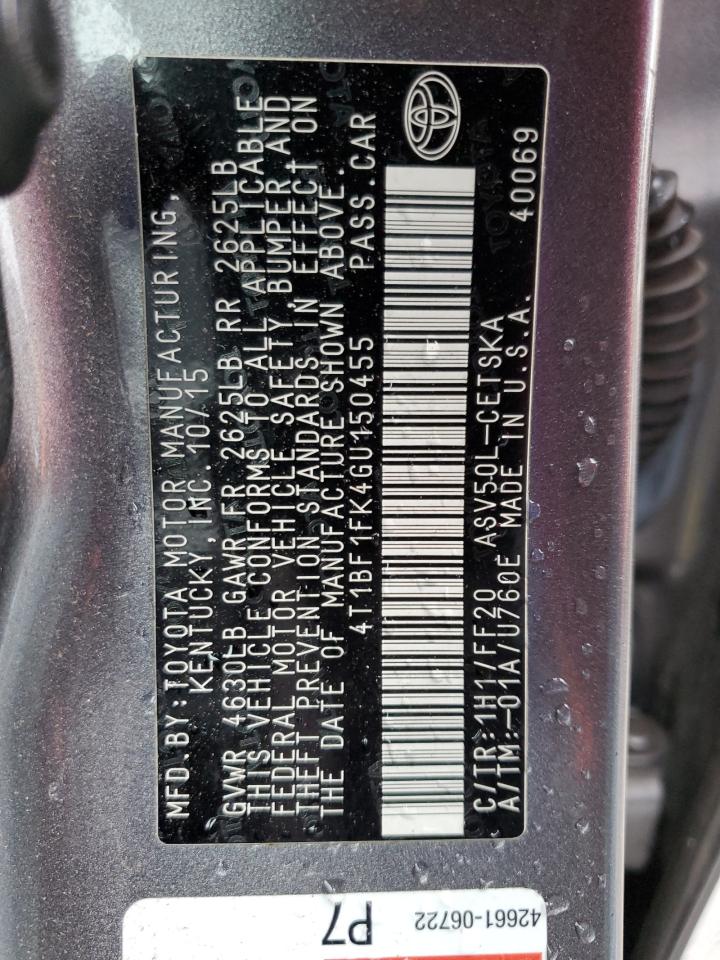 MFD.BY:TOYOTA MOTOR MANUFACTURING,
KENTUCKY,INC. 10/15
GVWR 4630LB GAWR FR 2625LB RR 2625LB
THIS VEHICLE CONFORMS TO ALL APPLICABLE
FEDERAL MOTOR VEHICLE SAFETY, BUMPER, AND
THEFT PREVENTION STANDARDS IN EFFECT ON
THE DATE OF MANUFACTURE SHOWN ABOVE.
4T1BF1FK4GU150455 PASS.CAR
C/TR:1H1/FF20 ASV50L-CETSKA
A/TM:-01A/U760E MADE IN U.S.A. 40069
42661-06722
P7